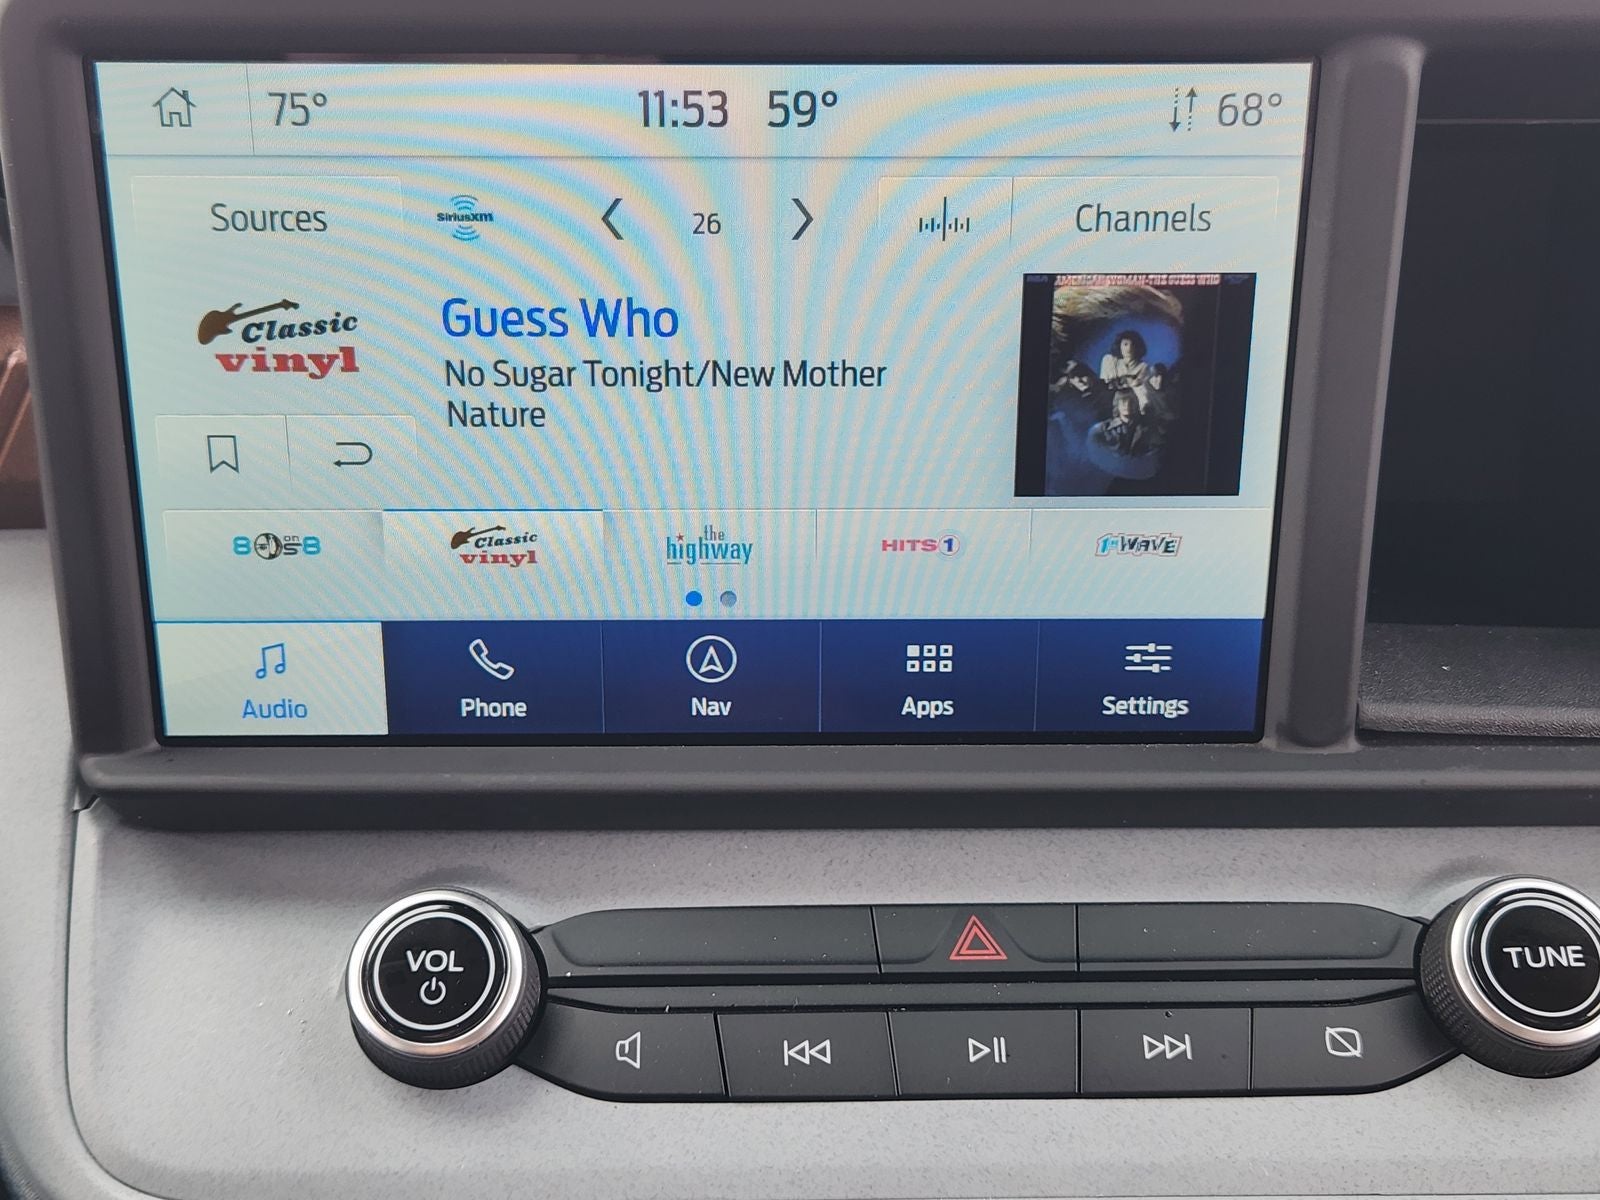 75° 11:53 59° 68°
Sources SiriusXM 26 Channels
AMERICAN WOMAN THE GUESS WHO
Classic
vinyl
Guess Who
No Sugar Tonight/New Mother
Nature
80s on 8 Classic vinyl the highway HITS 1 1st WAVE
Audio Phone Nav Apps Settings
VOL TUNE